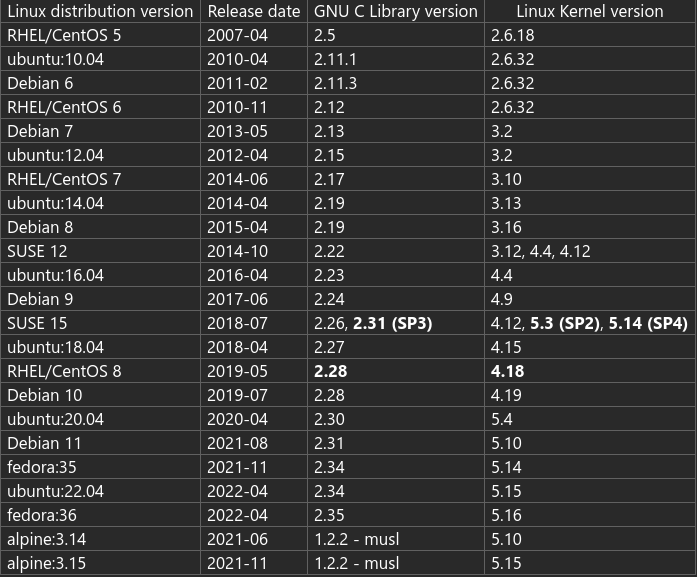 Linux distribution version Release date GNU C Library version Linux Kernel version
RHEL/CentOS 5 2007-04 2.5 2.6.18
ubuntu:10.04 2010-04 2.11.1 2.6.32
Debian 6 2011-02 2.11.3 2.6.32
RHEL/CentOS 6 2010-11 2.12 2.6.32
Debian 7 2013-05 2.13 3.2
ubuntu:12.04 2012-04 2.15 3.2
RHEL/CentOS 7 2014-06 2.17 3.10
ubuntu:14.04 2014-04 2.19 3.13
Debian 8 2015-04 2.19 3.16
SUSE 12 2014-10 2.22 3.12, 4.4, 4.12
ubuntu:16.04 2016-04 2.23 4.4
Debian 9 2017-06 2.24 4.9
SUSE 15 2018-07 2.26, 2.31 (SP3) 4.12, 5.3 (SP2), 5.14 (SP4)
ubuntu:18.04 2018-04 2.27 4.15
RHEL/CentOS 8 2019-05 2.28 4.18
Debian 10 2019-07 2.28 4.19
ubuntu:20.04 2020-04 2.30 5.4
Debian 11 2021-08 2.31 5.10
fedora:35 2021-11 2.34 5.14
ubuntu:22.04 2022-04 2.34 5.15
fedora:36 2022-04 2.35 5.16
alpine:3.14 2021-06 1.2.2 - musl 5.10
alpine:3.15 2021-11 1.2.2 - musl 5.15